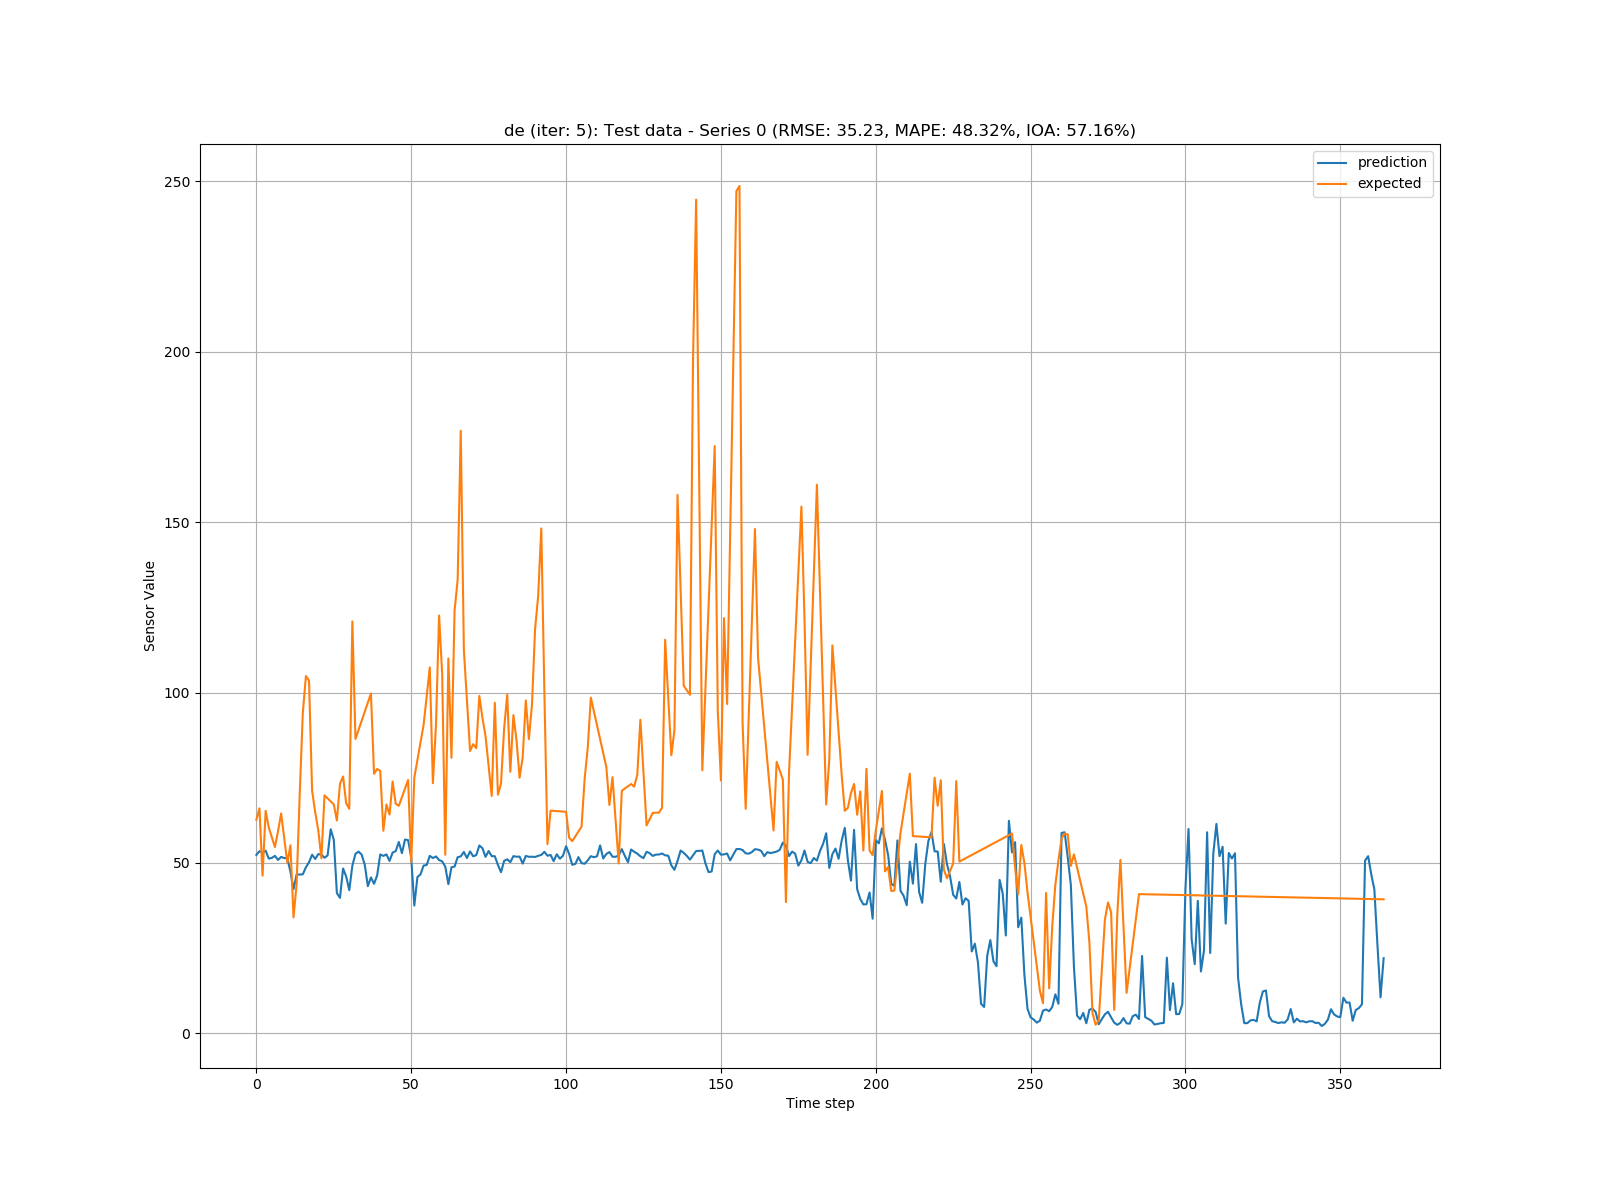 de (iter: 5): Test data - Series 0 (RMSE: 35.23, MAPE: 48.32%, IOA: 57.16%)
prediction
expected
250
200
150
100
50
0
Sensor Value
0 50 100 150 200 250 300 350
Time step